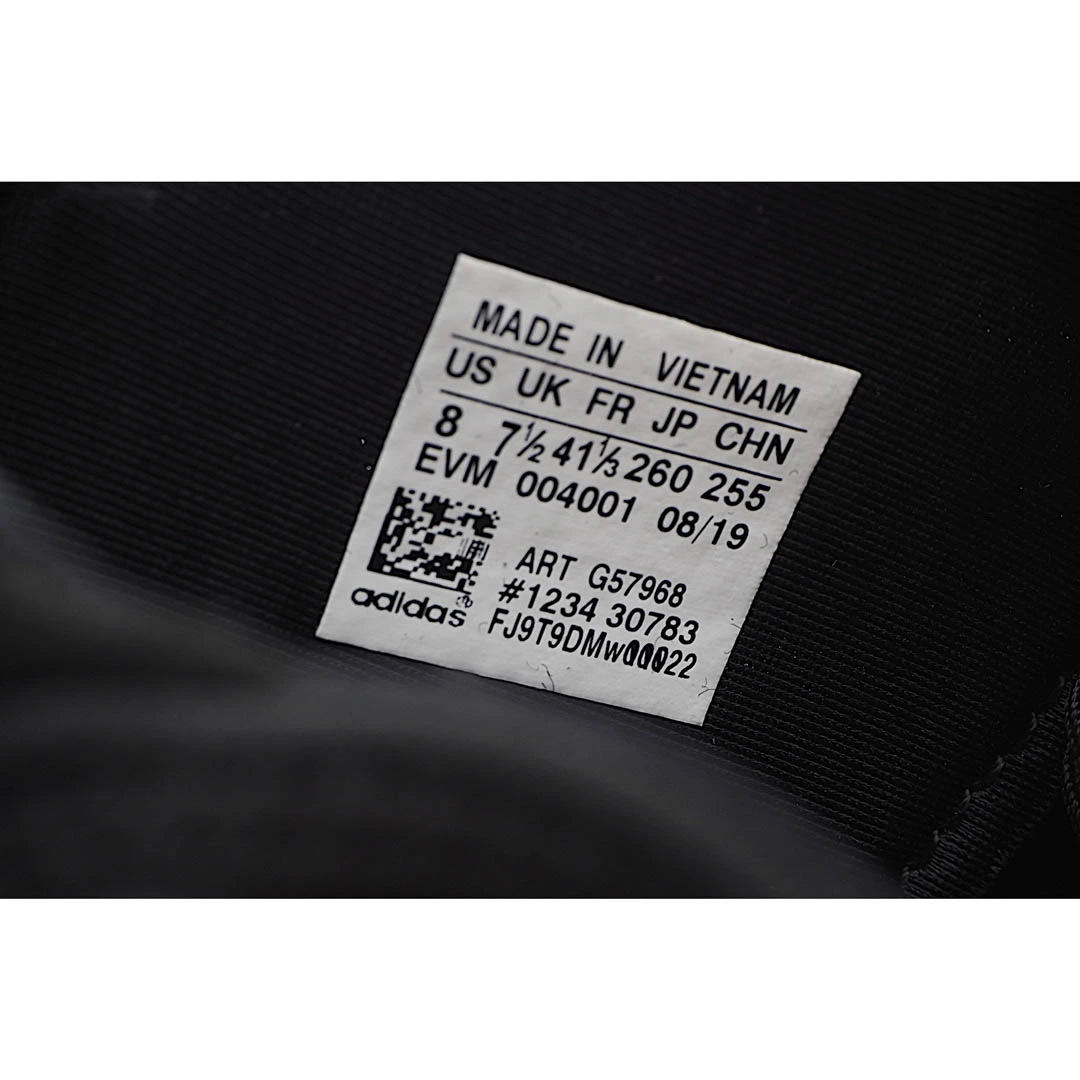 MADE IN VIETNAM
US UK FR JP CHN
8 7½ 41⅓ 260 255
EVM 004001 08/19
ART G57968
#1234 30783
adidas